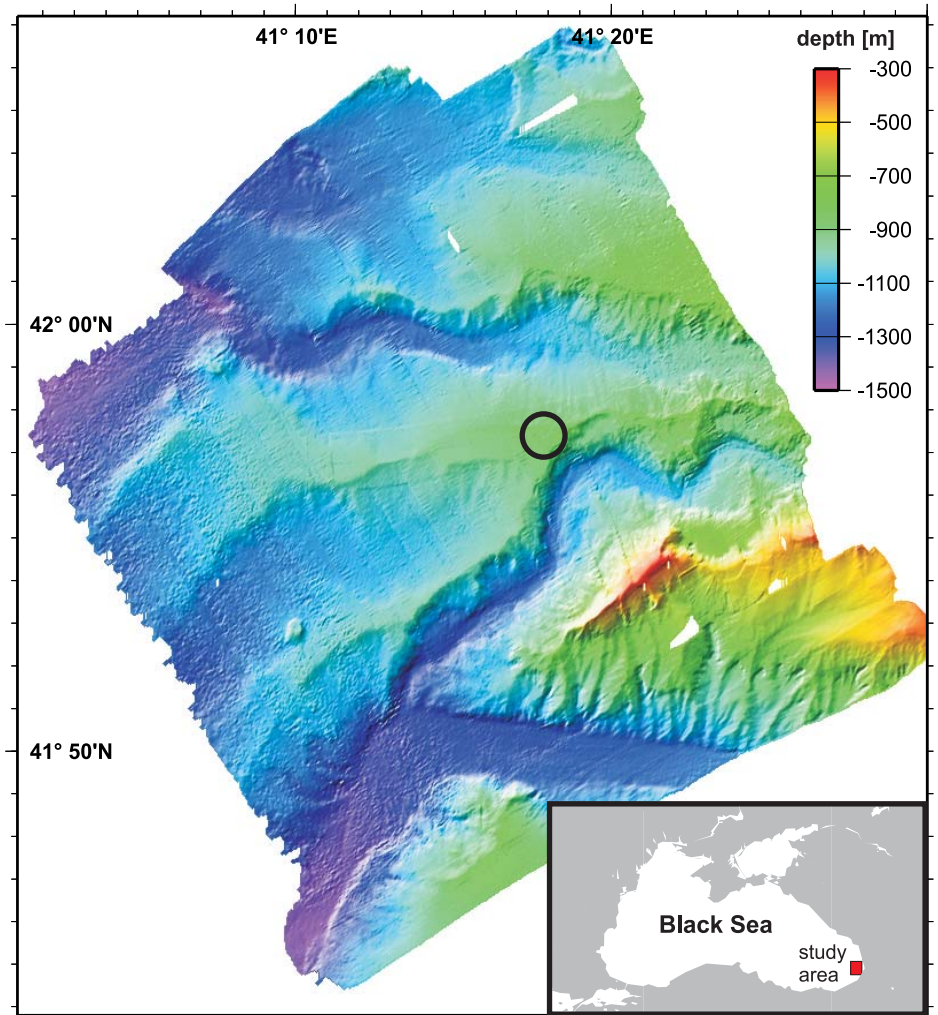 41° 10'E
41° 20'E
depth [m]
-300
-500
-700
-900
-1100
-1300
-1500
42° 00'N
41° 50'N
Black Sea
study
area